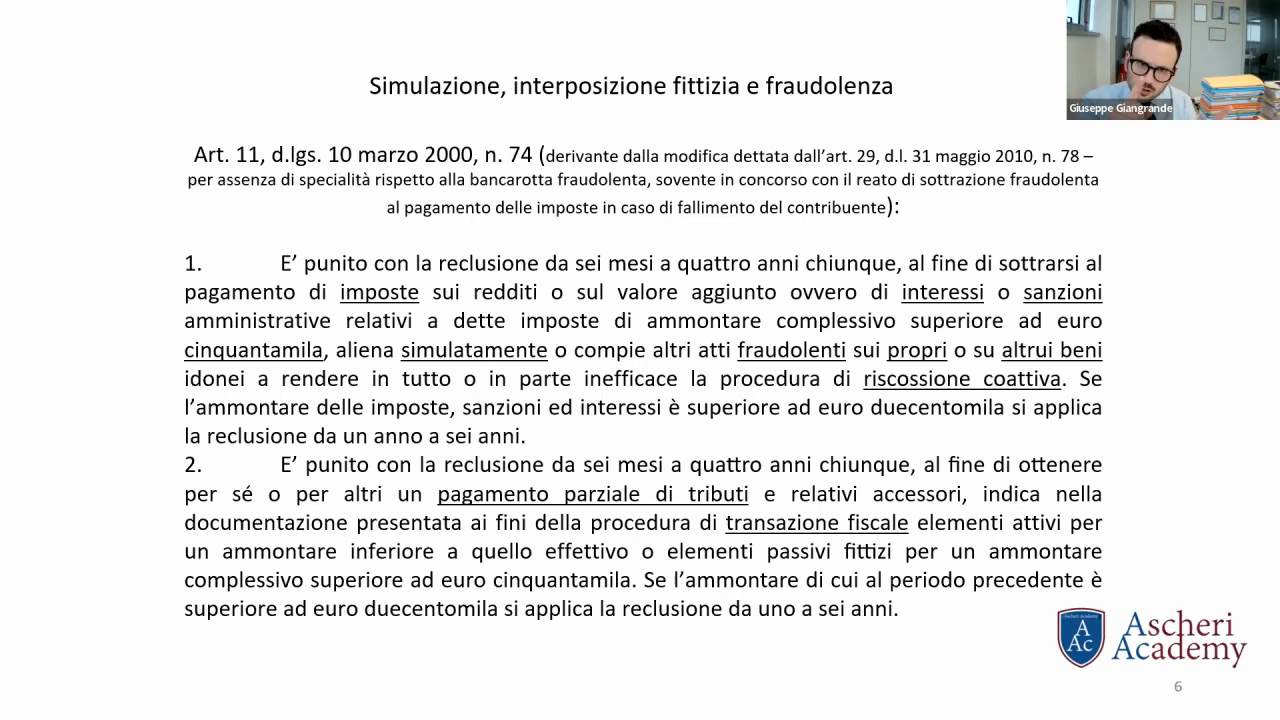 Giuseppe Giangrande
Simulazione, interposizione fittizia e fraudolenza
Art. 11, d.lgs. 10 marzo 2000, n. 74 (derivante dalla modifica dettata dall’art. 29, d.l. 31 maggio 2010, n. 78 –
per assenza di specialità rispetto alla bancarotta fraudolenta, sovente in concorso con il reato di sottrazione fraudolenta
al pagamento delle imposte in caso di fallimento del contribuente):
1. E’ punito con la reclusione da sei mesi a quattro anni chiunque, al fine di sottrarsi al
pagamento di imposte sui redditi o sul valore aggiunto ovvero di interessi o sanzioni
amministrative relativi a dette imposte di ammontare complessivo superiore ad euro
cinquantamila, aliena simulatamente o compie altri atti fraudolenti sui propri o su altrui beni
idonei a rendere in tutto o in parte inefficace la procedura di riscossione coattiva. Se
l’ammontare delle imposte, sanzioni ed interessi è superiore ad euro duecentomila si applica
la reclusione da un anno a sei anni.
2. E’ punito con la reclusione da sei mesi a quattro anni chiunque, al fine di ottenere
per sé o per altri un pagamento parziale di tributi e relativi accessori, indica nella
documentazione presentata ai fini della procedura di transazione fiscale elementi attivi per
un ammontare inferiore a quello effettivo o elementi passivi fittizi per un ammontare
complessivo superiore ad euro cinquantamila. Se l’ammontare di cui al periodo precedente è
superiore ad euro duecentomila si applica la reclusione da uno a sei anni.
A
Ac
Ascheri
Academy
6